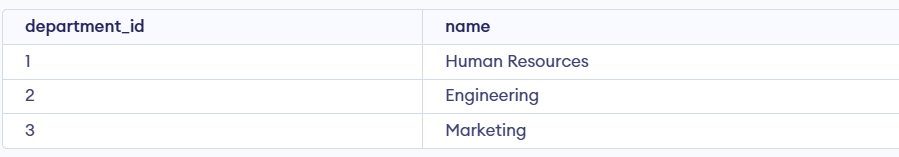 department_id name
1 Human Resources
2 Engineering
3 Marketing